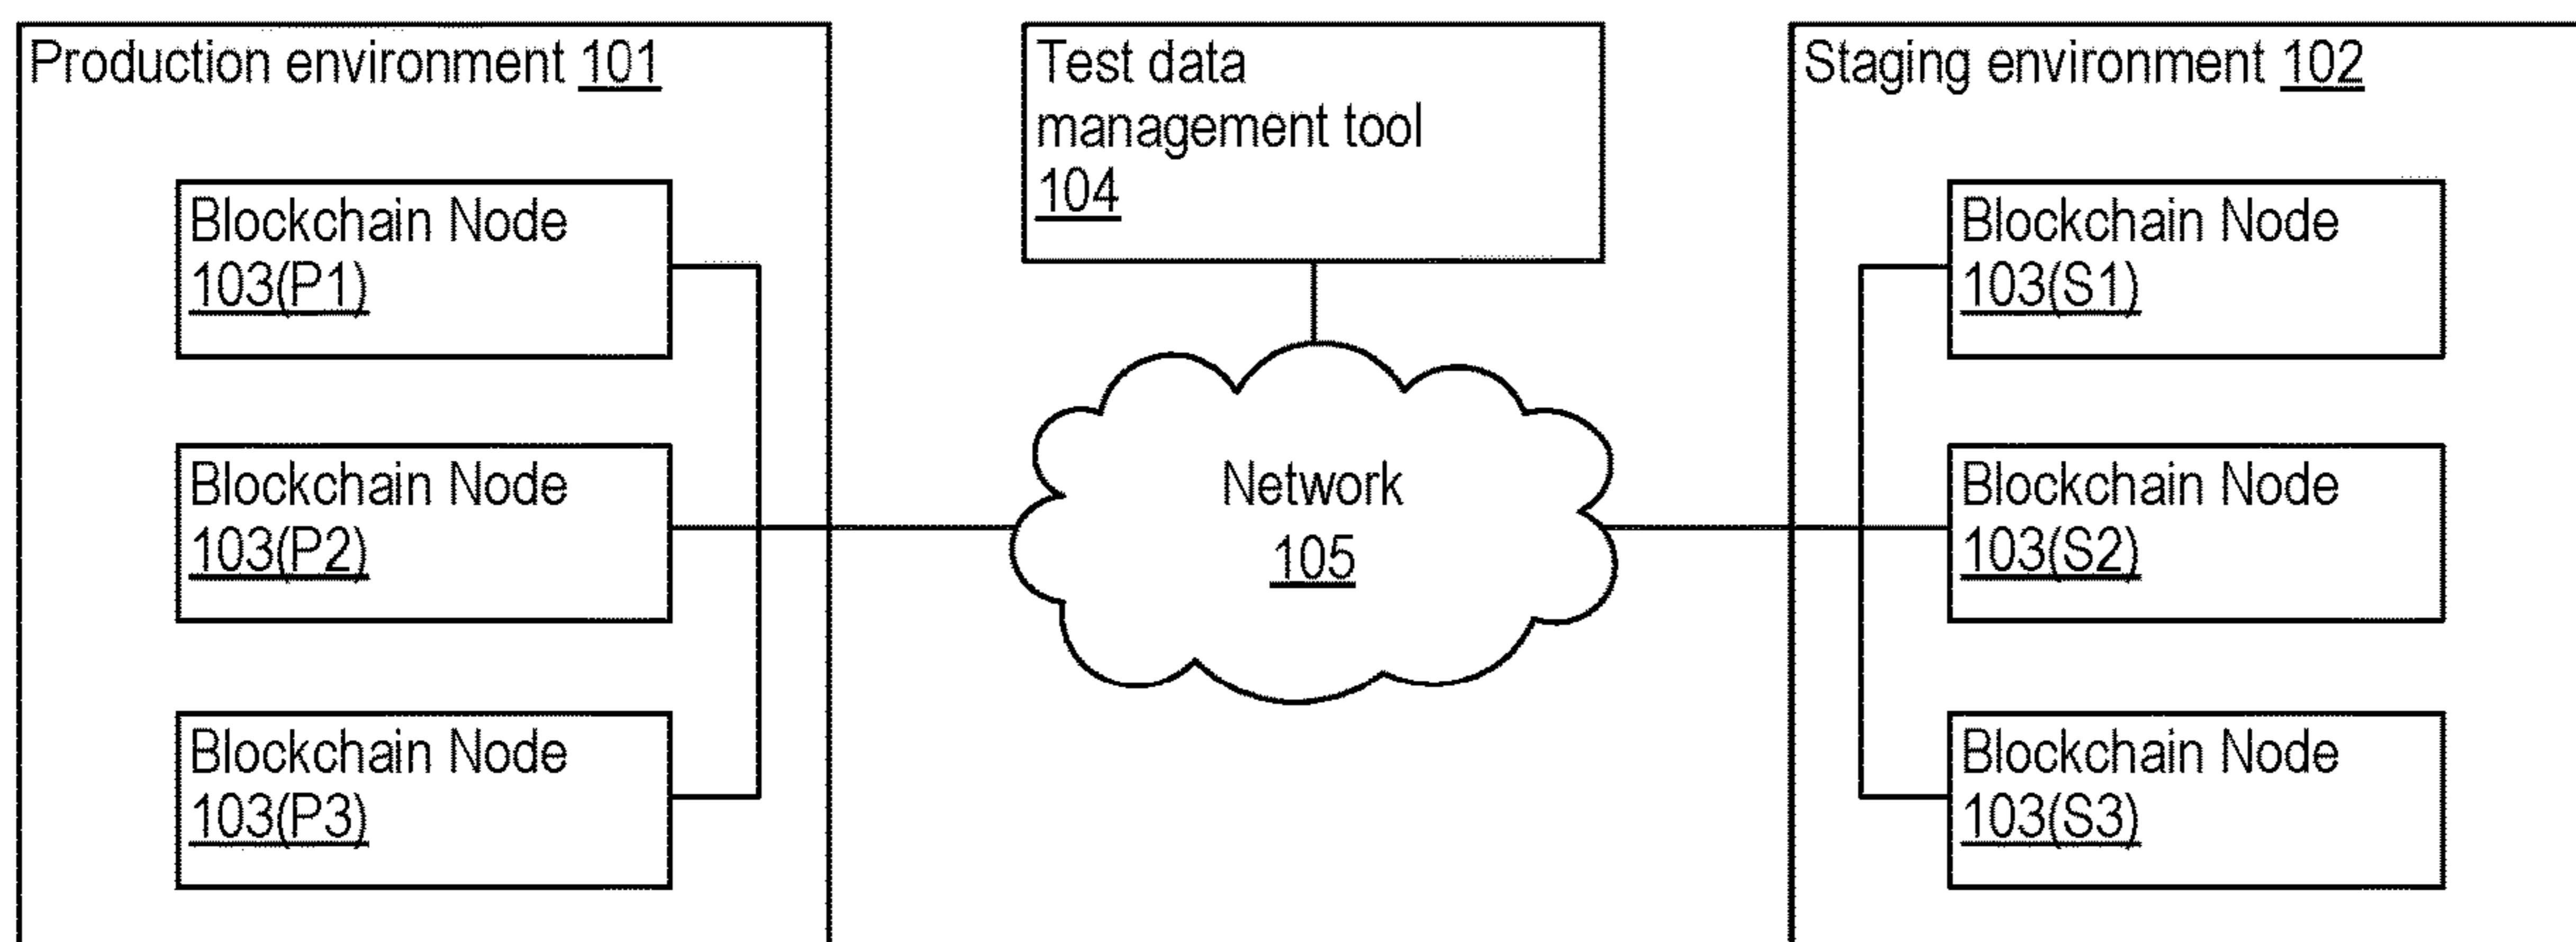 Production environment 101
Blockchain Node
103(P1)
Blockchain Node
103(P2)
Blockchain Node
103(P3)
Test data
management tool
104
Network
105
Staging environment 102
Blockchain Node
103(S1)
Blockchain Node
103(S2)
Blockchain Node
103(S3)